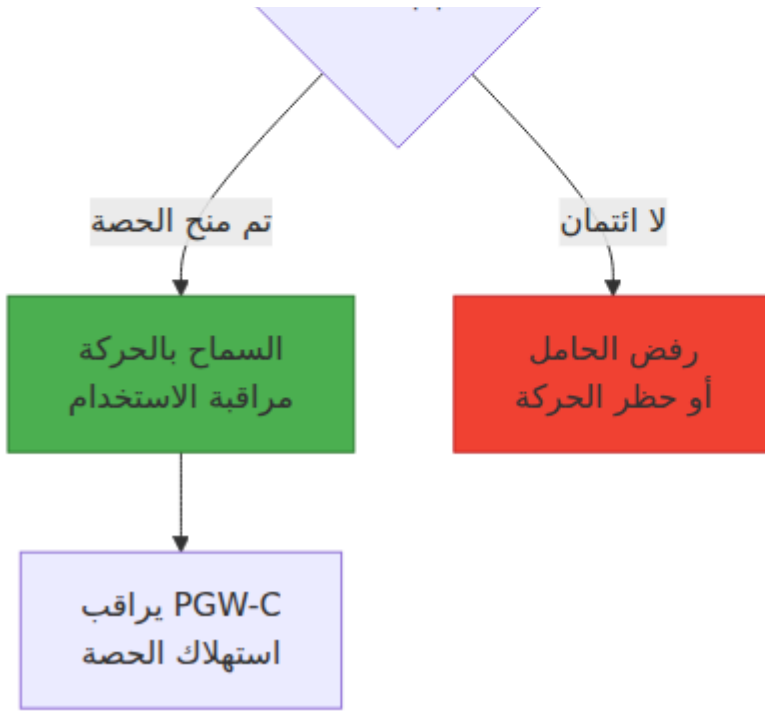 تم منح الحصة
لا ائتمان
السماح بالحركة
مراقبة الاستخدام
رفض الحامل
أو حظر الحركة
PGW-C يراقب
استهلاك الحصة